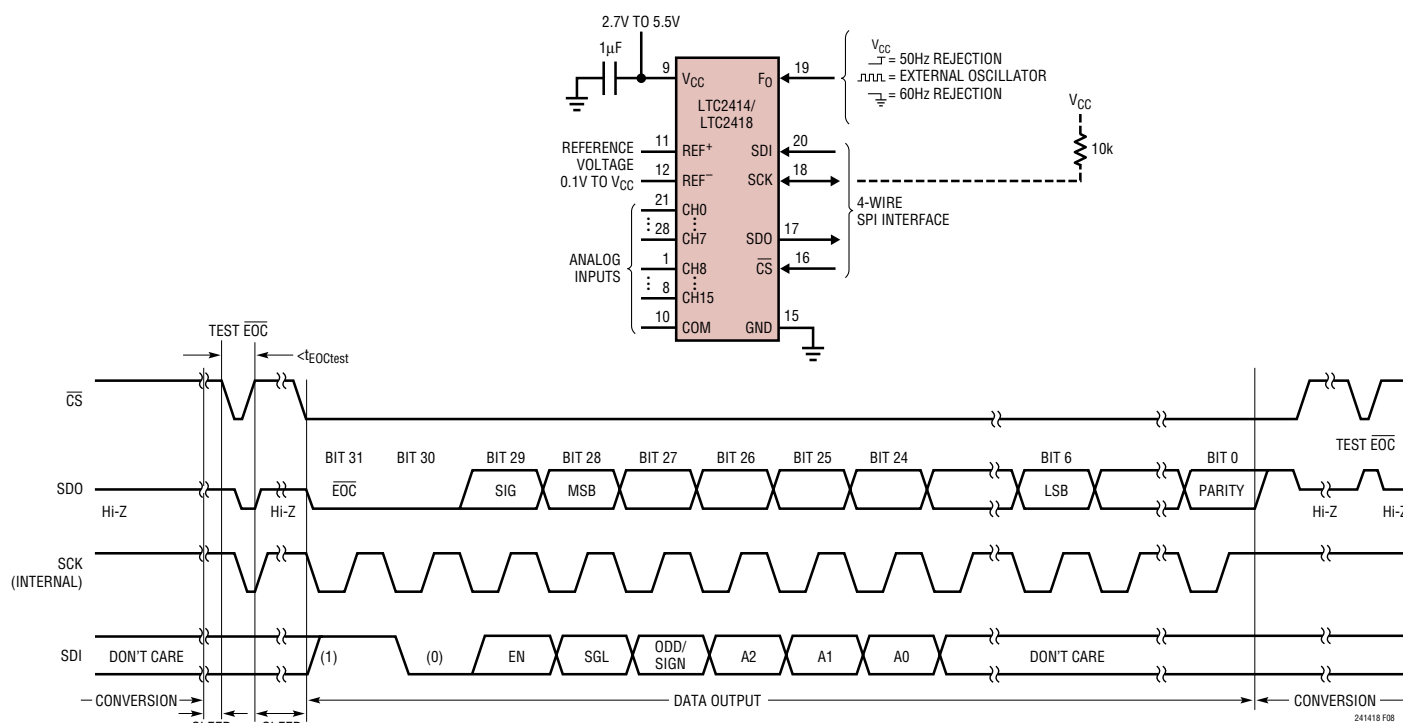 2.7V TO 5.5V
1µF
9
VCC
LTC2414/
LTC2418
FO
19
VCC
= 50Hz REJECTION
= EXTERNAL OSCILLATOR
= 60Hz REJECTION
VCC
10k
REFERENCE
VOLTAGE
0.1V TO VCC
11
REF+
12
REF−
SDI
20
SCK
18
4-WIRE
SPI INTERFACE
ANALOG
INPUTS
21
CH0
28
CH7
1
CH8
8
CH15
10
COM
SDO
17
CS
16
GND
15
TEST EOC
<tEOCtest
CS
TEST EOC
BIT 31
BIT 30
BIT 29
BIT 28
BIT 27
BIT 26
BIT 25
BIT 24
BIT 6
BIT 0
SDO
EOC
SIG
MSB
LSB
PARITY
Hi-Z
Hi-Z
Hi-Z
Hi-Z
SCK
(INTERNAL)
SDI
DON'T CARE
(1)
(0)
EN
SGL
ODD/
SIGN
A2
A1
A0
DON'T CARE
CONVERSION
DATA OUTPUT
CONVERSION
241418 F08